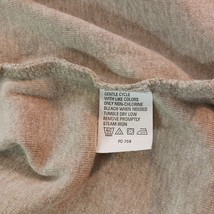 GENTLE CYCLE
WITH LIKE COLORS
ONLY NON-CHLORINE
BLEACH WHEN NEEDED
TUMBLE DRY LOW
REMOVE PROMPTLY
STEAM IRON